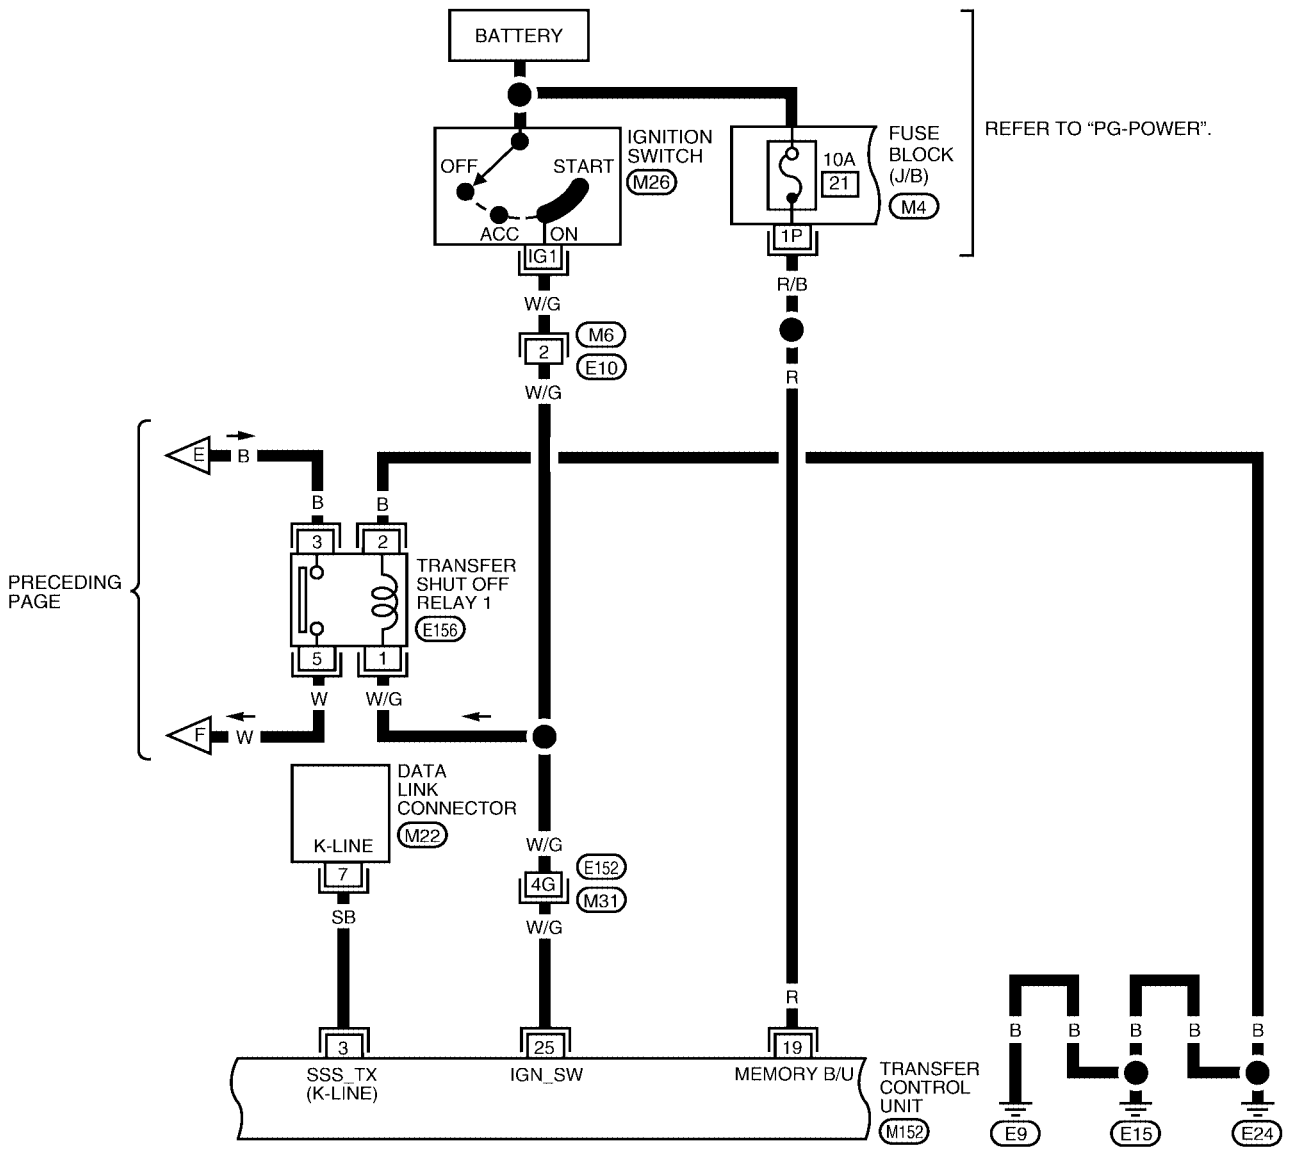 BATTERY
REFER TO “PG-POWER”.
IGNITION
SWITCH
M26
OFF
START
ACC
ON
IG1
FUSE
BLOCK
(J/B)
M4
10A
21
1P
W/G
R/B
M6
2
E10
W/G
R
E
B
B
B
3
2
TRANSFER
SHUT OFF
RELAY 1
E156
PRECEDING
PAGE
5
1
W
W/G
F
W
DATA
LINK
CONNECTOR
M22
K-LINE
7
SB
W/G
E152
4G
M31
W/G
R
B
B
B
B
B
3
25
19
SSS_TX
(K-LINE)
IGN_SW
MEMORY B/U
TRANSFER
CONTROL
UNIT
M152
E9
E15
E24